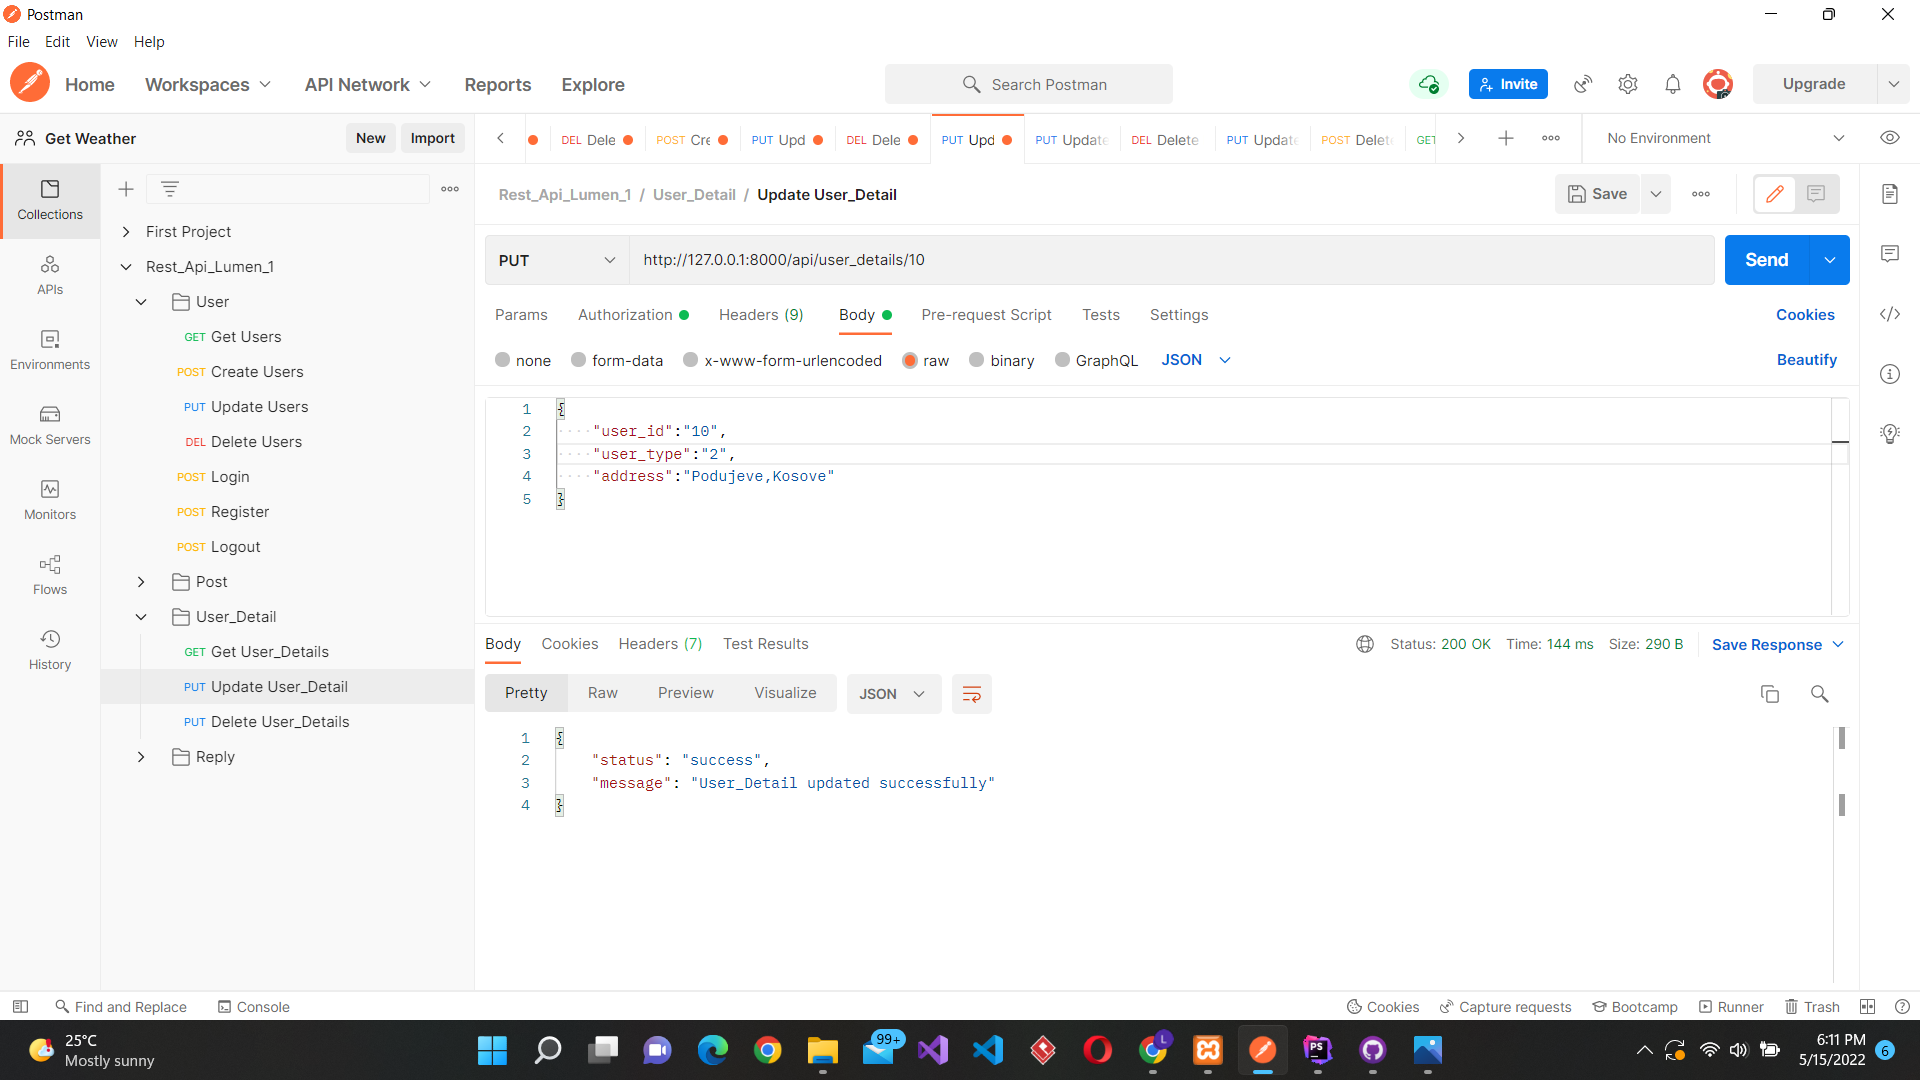 Postman
File Edit View Help
Home Workspaces API Network Reports Explore Search Postman Invite Upgrade
Get Weather New Import DEL Dele POST Cre PUT Upd DEL Dele PUT Upd PUT Update DEL Delete PUT Update POST Delete GET No Environment
Collections
Rest_Api_Lumen_1 / User_Detail / Update User_Detail Save
First Project
Rest_Api_Lumen_1
PUT http://127.0.0.1:8000/api/user_details/10 Send
APIs
User
Params Authorization Headers (9) Body Pre-request Script Tests Settings Cookies
GET Get Users
Environments
none form-data x-www-form-urlencoded raw binary GraphQL JSON Beautify
POST Create Users
PUT Update Users
Mock Servers
DEL Delete Users
POST Login
Monitors
POST Register
POST Logout
Flows
Post
User_Detail
History
GET Get User_Details
PUT Update User_Detail
PUT Delete User_Details
Reply
1 {
2 "user_id":"10",
3 "user_type":"2",
4 "address":"Podujeve,Kosove"
5 }
Body Cookies Headers (7) Test Results Status: 200 OK Time: 144 ms Size: 290 B Save Response
Pretty Raw Preview Visualize JSON
1 {
2 "status": "success",
3 "message": "User_Detail updated successfully"
4 }
Find and Replace Console Cookies Capture requests Bootcamp Runner Trash
25°C
Mostly sunny
99+
L
PS
6:11 PM
5/15/2022 6